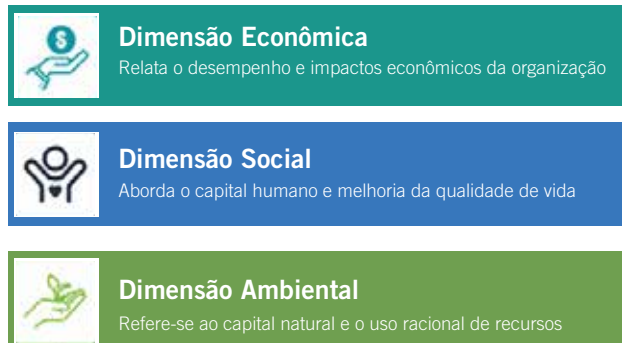 Dimensão Econômica
Relata o desempenho e impactos econômicos da organização
Dimensão Social
Aborda o capital humano e melhoria da qualidade de vida
Dimensão Ambiental
Refere-se ao capital natural e o uso racional de recursos